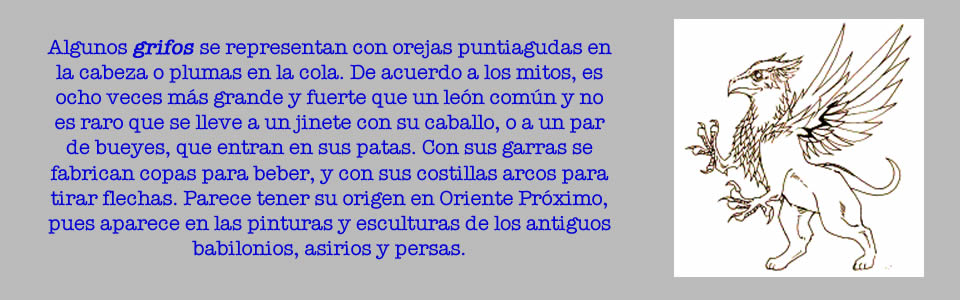 Algunos grifos se representan con orejas puntiagudas en
la cabeza o plumas en la cola. De acuerdo a los mitos, es
ocho veces más grande y fuerte que un león común y no
es raro que se lleve a un jinete con su caballo, o a un par
de bueyes, que entran en sus patas. Con sus garras se
fabrican copas para beber, y con sus costillas arcos para
tirar flechas. Parece tener su origen en Oriente Próximo,
pues aparece en las pinturas y esculturas de los antiguos
babilonios, asirios y persas.